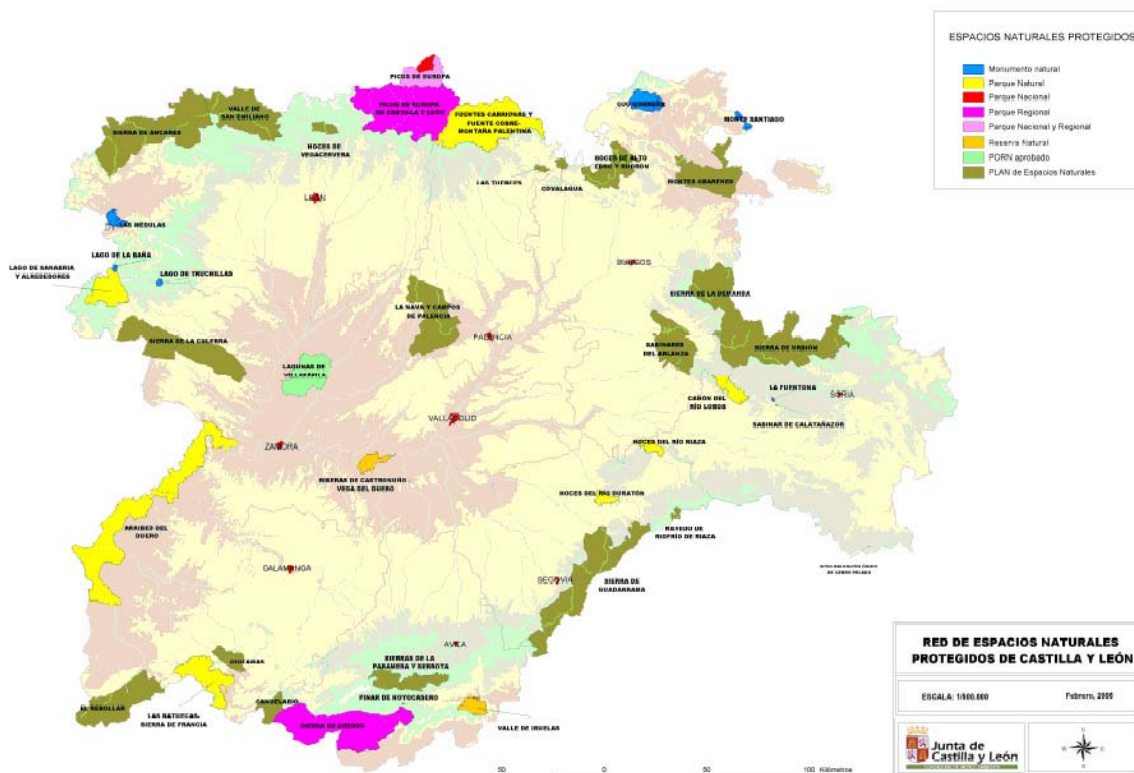 ESPACIOS NATURALES PROTEGIDOS
Monumento natural
Parque Natural
Parque Nacional
Parque Regional
Parque Nacional y Regional
Reserva Natural
PORN aprobado
PLAN de Espacios Naturales
PICOS DE EUROPA
PICOS DE EUROPA
DE CASTILLA Y LEÓN
FUENTES CARRIONAS Y
FUENTE COBRE-
MONTAÑA PALENTINA
VALLE DE
SAN EMILIANO
SIERRA DE ANCARES
HOCES DE
VEGACERVERA
MONTE SANTIAGO
LAS TUERCES
COVALAGUA
HOCES DE ALTO
EBRO Y RUDRÓN
MONTES OBARENES
LEÓN
LAS MÉDULAS
LAGO DE LA BAÑA
LAGO DE SANABRIA
Y ALREDEDORES
LAGO DE TRUCHILLAS
BURGOS
SIERRA DE LA DEMANDA
LA NAVA Y CAMPOS
DE PALENCIA
PALENCIA
SIERRA DE LA CULEBRA
SABINARES
DEL ARLANZA
SIERRA DE URBIÓN
LAGUNAS DE
VILLAFÁFILA
CAÑÓN DEL
RÍO LOBOS
LA FUENTONA
SORIA
SABINAR DE CALATAÑAZOR
VALLADOLID
ZAMORA
HOCES DEL RÍO RIAZA
RIBERAS DE CASTRONUÑO
VEGA DEL DUERO
HOCES DEL RÍO DURATÓN
ARRIBES DEL
DUERO
HAYEDO DE
RIOFRÍO DE RIAZA
SALAMANCA
SEGOVIA
SIERRA DE
GUADARRAMA
AVILA
SIERRAS DE LA
PARAMERA Y SERROTA
QUILAMAS
CANDELARIO
PINAR DE HOYOCASERO
EL REBOLLAR
LAS BATUECAS-
SIERRA DE FRANCIA
SIERRA DE GREDOS
VALLE DE IRUELAS
50 0 50 100 Kilómetros
RED DE ESPACIOS NATURALES
PROTEGIDOS DE CASTILLA Y LEÓN
ESCALA: 1/500.000 Febrero, 2005
Junta de
Castilla y León
N
W E
S